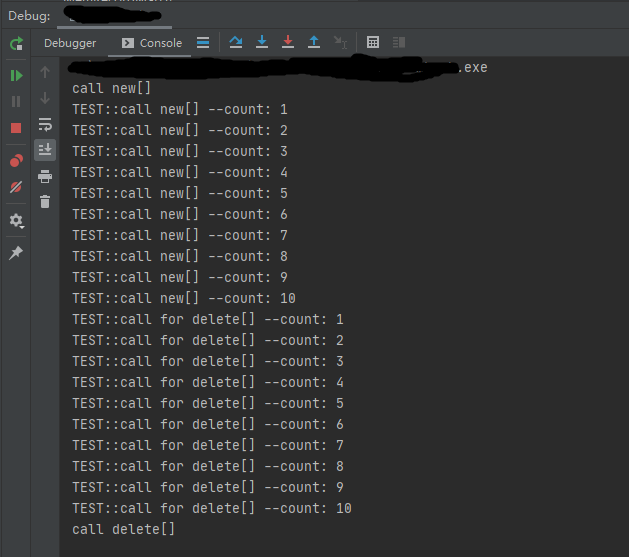 Debug:
Debugger
Console
.exe
call new[]
TEST::call new[] --count: 1
TEST::call new[] --count: 2
TEST::call new[] --count: 3
TEST::call new[] --count: 4
TEST::call new[] --count: 5
TEST::call new[] --count: 6
TEST::call new[] --count: 7
TEST::call new[] --count: 8
TEST::call new[] --count: 9
TEST::call new[] --count: 10
TEST::call for delete[] --count: 1
TEST::call for delete[] --count: 2
TEST::call for delete[] --count: 3
TEST::call for delete[] --count: 4
TEST::call for delete[] --count: 5
TEST::call for delete[] --count: 6
TEST::call for delete[] --count: 7
TEST::call for delete[] --count: 8
TEST::call for delete[] --count: 9
TEST::call for delete[] --count: 10
call delete[]